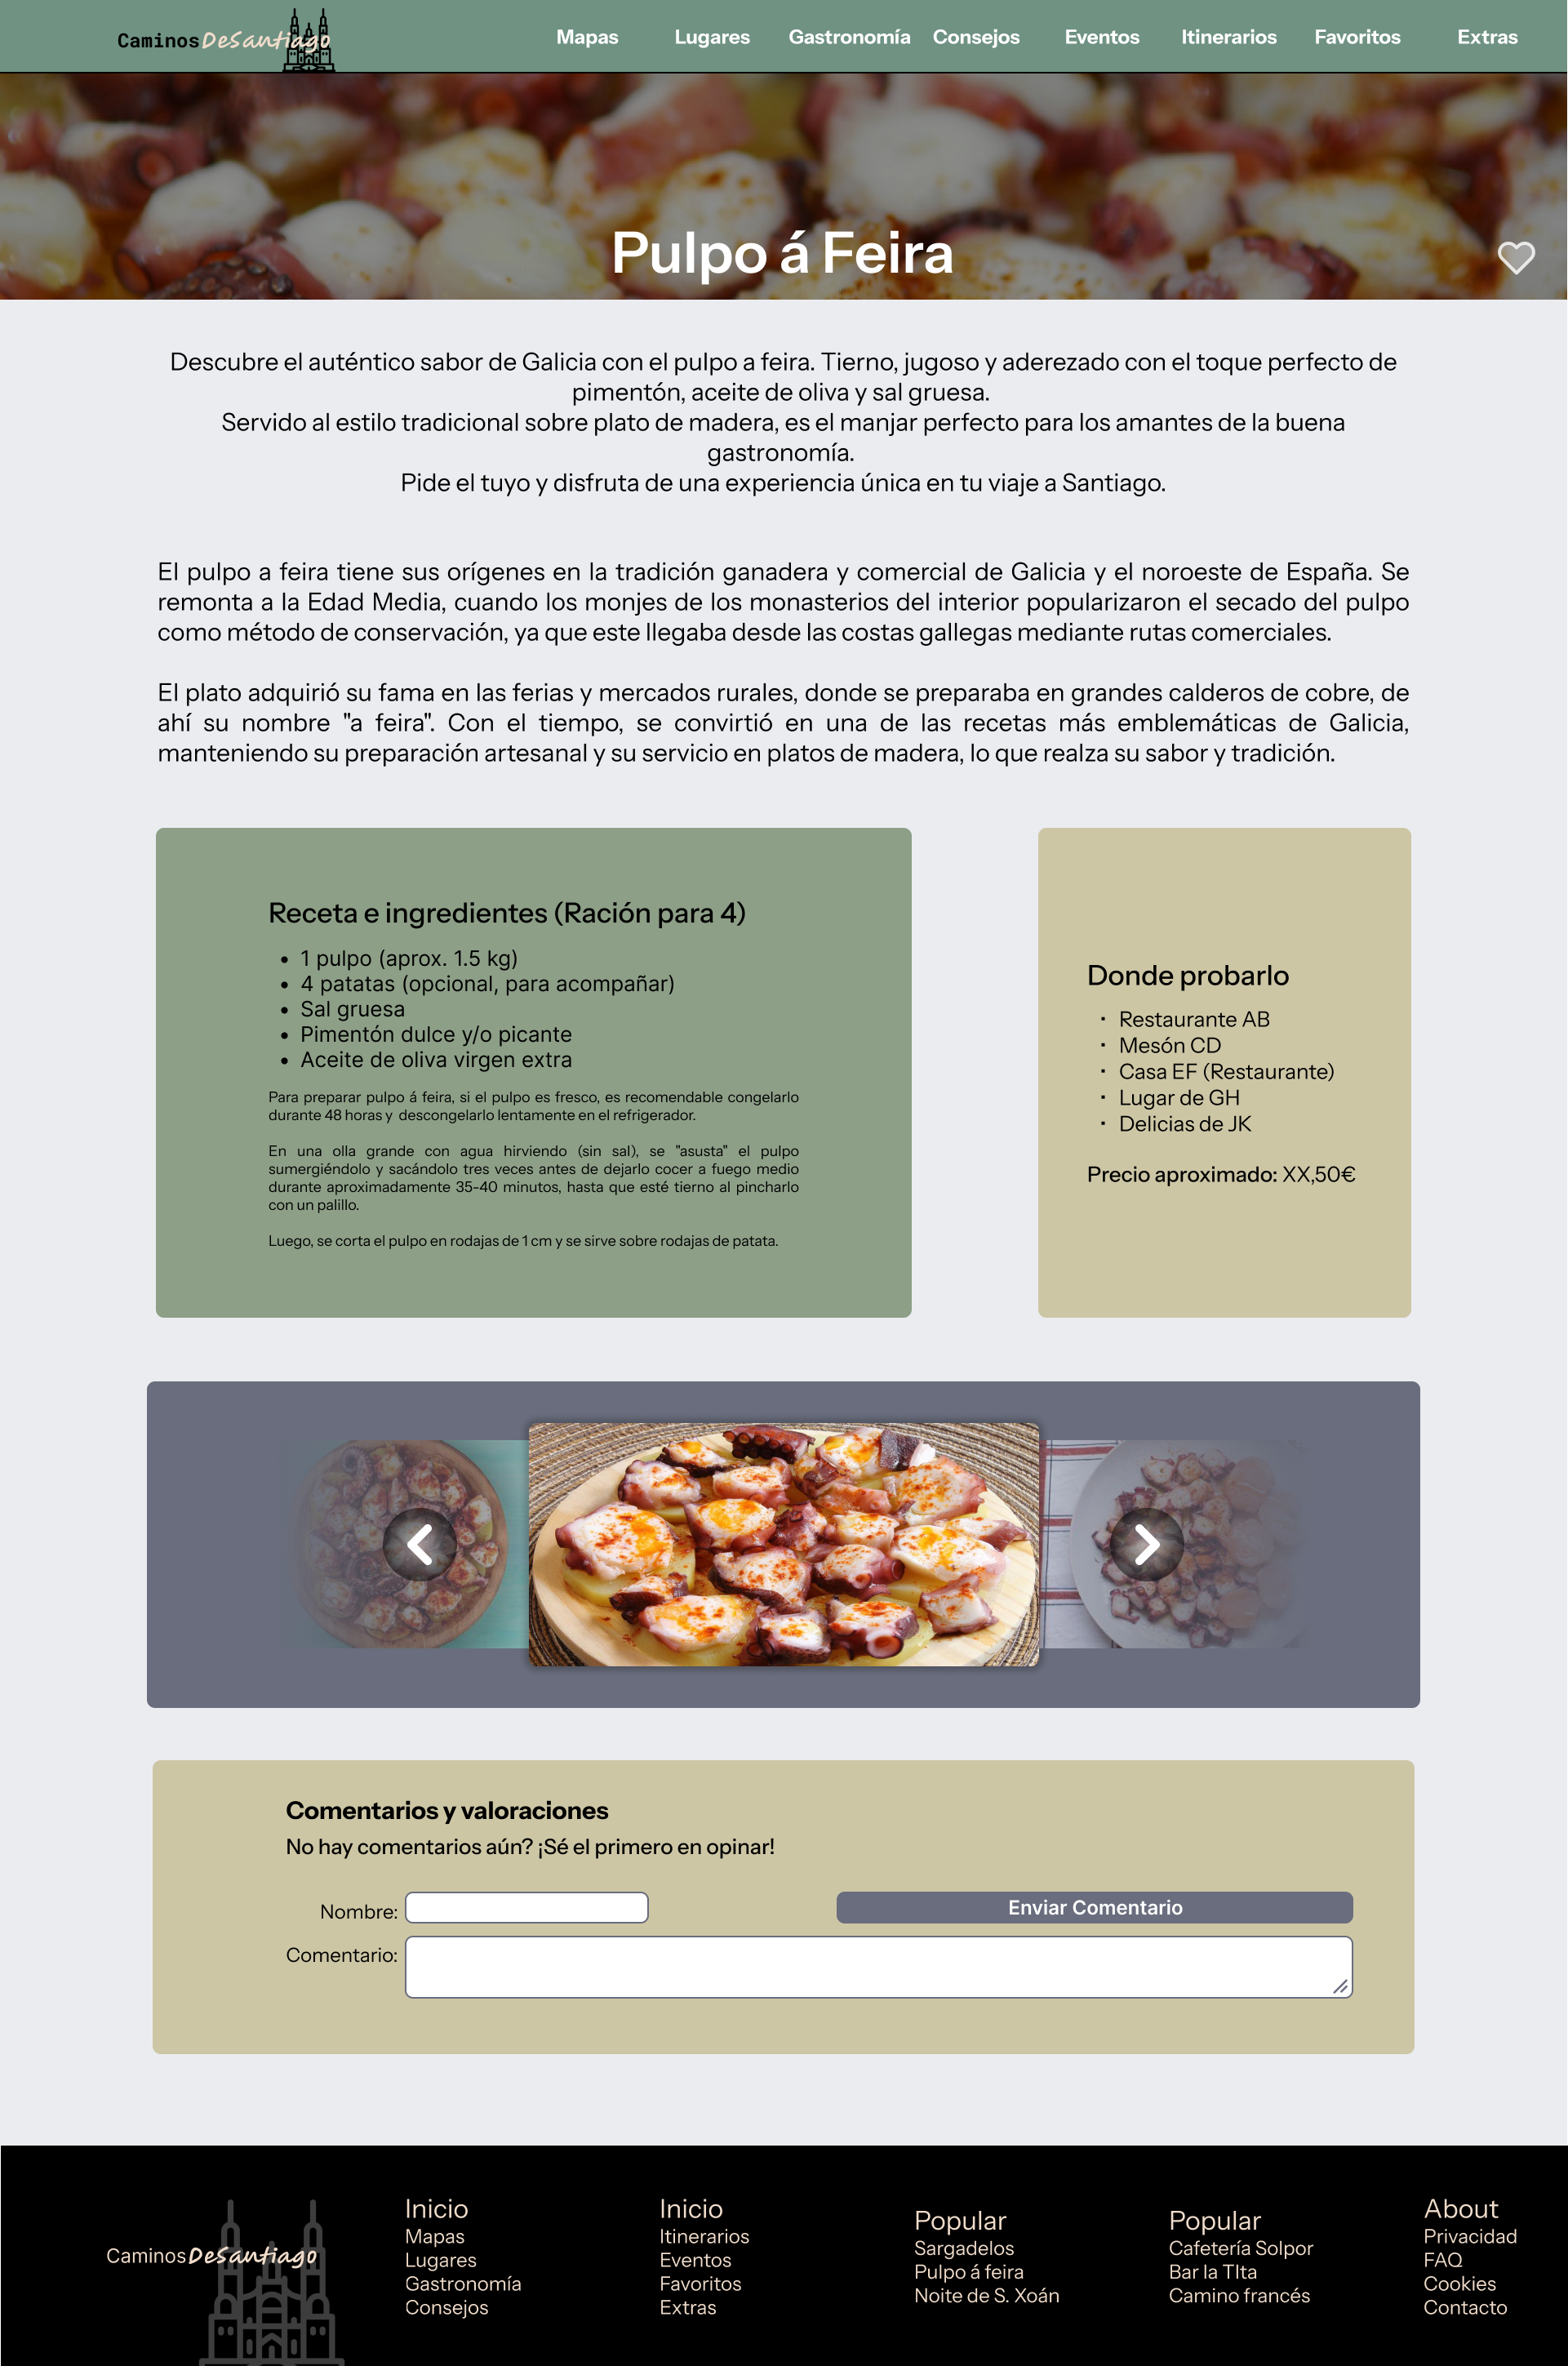 CaminosDeSantiago
Mapas Lugares Gastronomía Consejos Eventos Itinerarios Favoritos Extras
Pulpo á Feira
Descubre el auténtico sabor de Galicia con el pulpo a feira. Tierno, jugoso y aderezado con el toque perfecto de
pimentón, aceite de oliva y sal gruesa.
Servido al estilo tradicional sobre plato de madera, es el manjar perfecto para los amantes de la buena
gastronomía.
Pide el tuyo y disfruta de una experiencia única en tu viaje a Santiago.
El pulpo a feira tiene sus orígenes en la tradición ganadera y comercial de Galicia y el noroeste de España. Se
remonta a la Edad Media, cuando los monjes de los monasterios del interior popularizaron el secado del pulpo
como método de conservación, ya que este llegaba desde las costas gallegas mediante rutas comerciales.
El plato adquirió su fama en las ferias y mercados rurales, donde se preparaba en grandes calderos de cobre, de
ahí su nombre "a feira". Con el tiempo, se convirtió en una de las recetas más emblemáticas de Galicia,
manteniendo su preparación artesanal y su servicio en platos de madera, lo que realza su sabor y tradición.
Receta e ingredientes (Ración para 4)
• 1 pulpo (aprox. 1.5 kg)
• 4 patatas (opcional, para acompañar)
• Sal gruesa
• Pimentón dulce y/o picante
• Aceite de oliva virgen extra
Para preparar pulpo á feira, si el pulpo es fresco, es recomendable congelarlo
durante 48 horas y descongelarlo lentamente en el refrigerador.
En una olla grande con agua hirviendo (sin sal), se "asusta" el pulpo
sumergiéndolo y sacándolo tres veces antes de dejarlo cocer a fuego medio
durante aproximadamente 35-40 minutos, hasta que esté tierno al pincharlo
con un palillo.
Luego, se corta el pulpo en rodajas de 1 cm y se sirve sobre rodajas de patata.
Donde probarlo
• Restaurante AB
• Mesón CD
• Casa EF (Restaurante)
• Lugar de GH
• Delicias de JK
Precio aproximado: XX,50€
Comentarios y valoraciones
No hay comentarios aún? ¡Sé el primero en opinar!
Nombre:
Enviar Comentario
Comentario:
CaminosDeSantiago
Inicio
Mapas
Lugares
Gastronomía
Consejos
Inicio
Itinerarios
Eventos
Favoritos
Extras
Popular
Sargadelos
Pulpo á feira
Noite de S. Xoán
Popular
Cafetería Solpor
Bar la TIta
Camino francés
About
Privacidad
FAQ
Cookies
Contacto